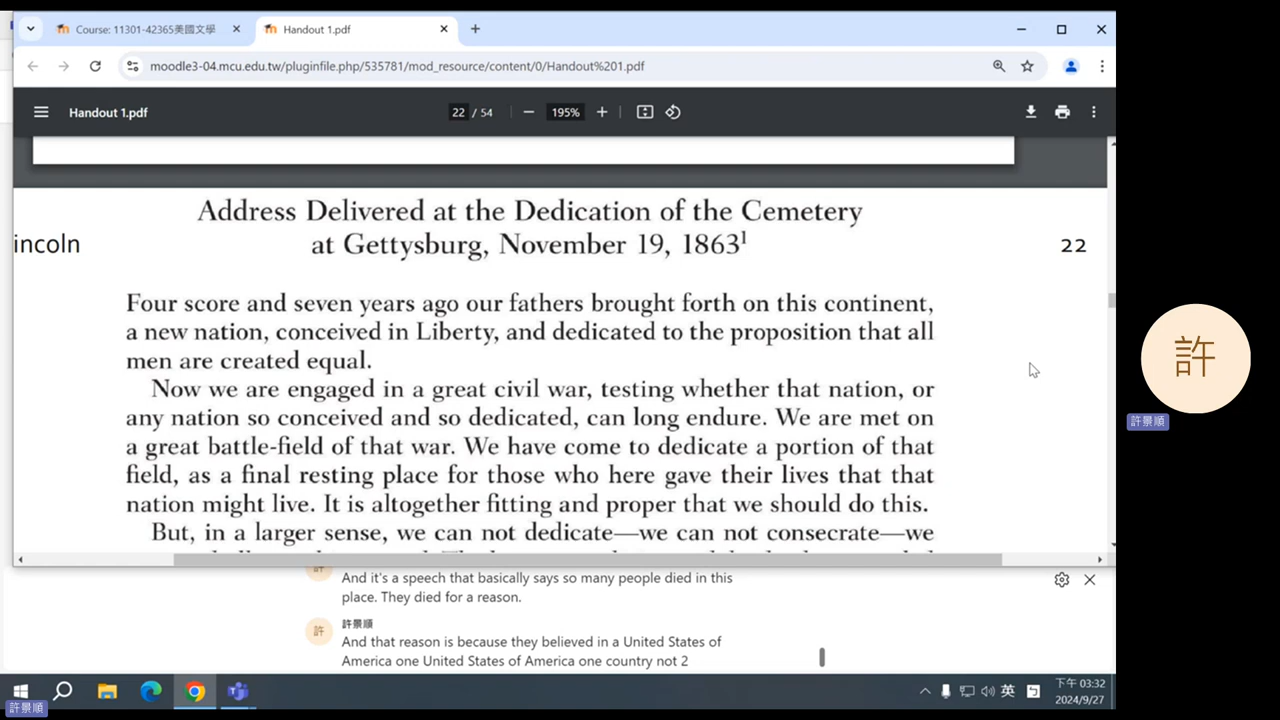 Course: 11301-42365美國文學
Handout 1.pdf
moodle3-04.mcu.edu.tw/pluginfile.php/535781/mod_resource/content/0/Handout%201.pdf
Handout 1.pdf
22 / 54
195%
Address Delivered at the Dedication of the Cemetery
at Gettysburg, November 19, 1863¹
incoln
22
Four score and seven years ago our fathers brought forth on this continent,
a new nation, conceived in Liberty, and dedicated to the proposition that all
men are created equal.
Now we are engaged in a great civil war, testing whether that nation, or
any nation so conceived and so dedicated, can long endure. We are met on
a great battle-field of that war. We have come to dedicate a portion of that
field, as a final resting place for those who here gave their lives that that
nation might live. It is altogether fitting and proper that we should do this.
But, in a larger sense, we can not dedicate—we can not consecrate—we
許
And it's a speech that basically says so many people died in this
place. They died for a reason.
許
許景順
And that reason is because they believed in a United States of
America one United States of America one country not 2
英
下午 03:32
2024/9/27
許景順
許
許景順